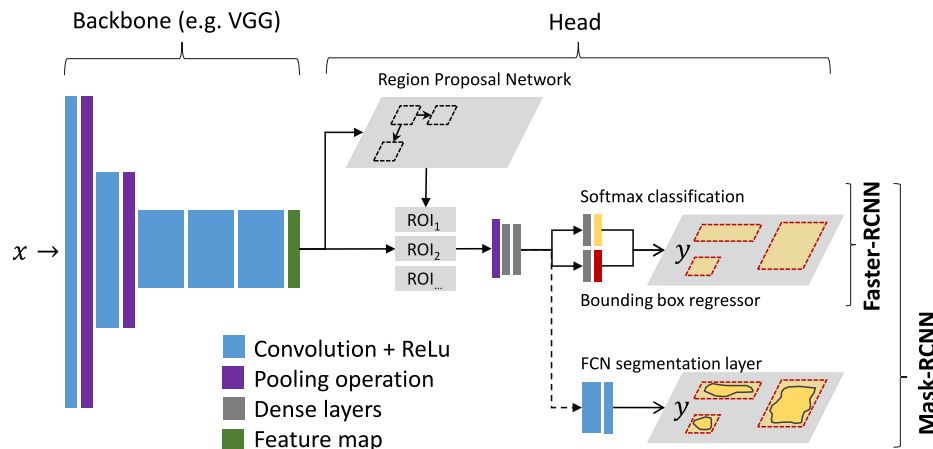 Backbone (e.g. VGG)
Head
Region Proposal Network
x
ROI1
ROI2
ROI...
Softmax classification
y
Bounding box regressor
Faster-RCNN
Mask-RCNN
FCN segmentation layer
y
Convolution + ReLu
Pooling operation
Dense layers
Feature map